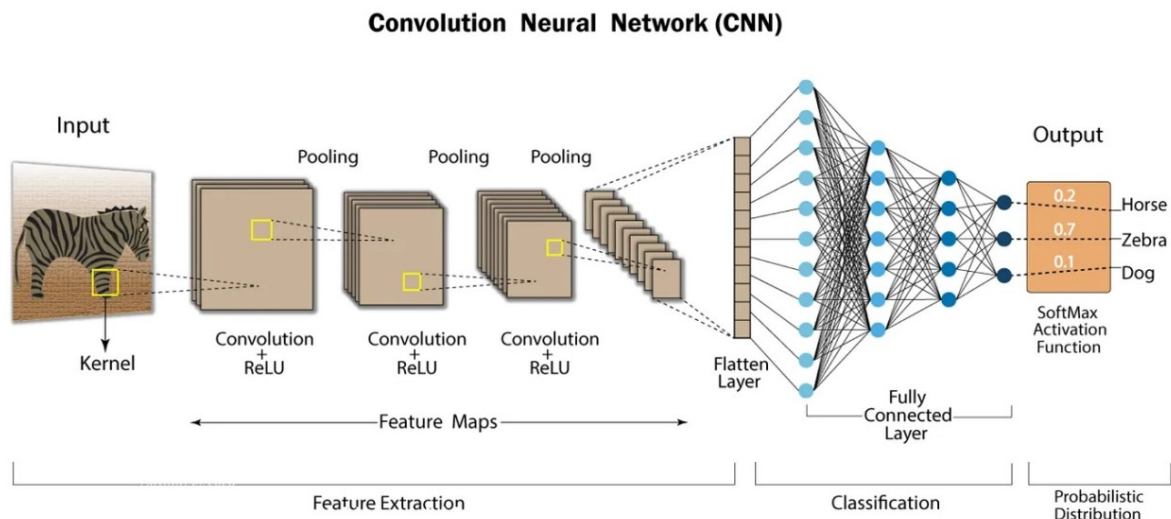 Convolution Neural Network (CNN)
Input
Output
Pooling
Pooling
Pooling
0.2
Horse
0.7
Zebra
0.1
Dog
SoftMax
Activation
Function
Kernel
Convolution
+
ReLU
Convolution
+
ReLU
Convolution
+
ReLU
Flatten
Layer
Fully
Connected
Layer
Feature Maps
Feature Extraction
Classification
Probabilistic
Distribution